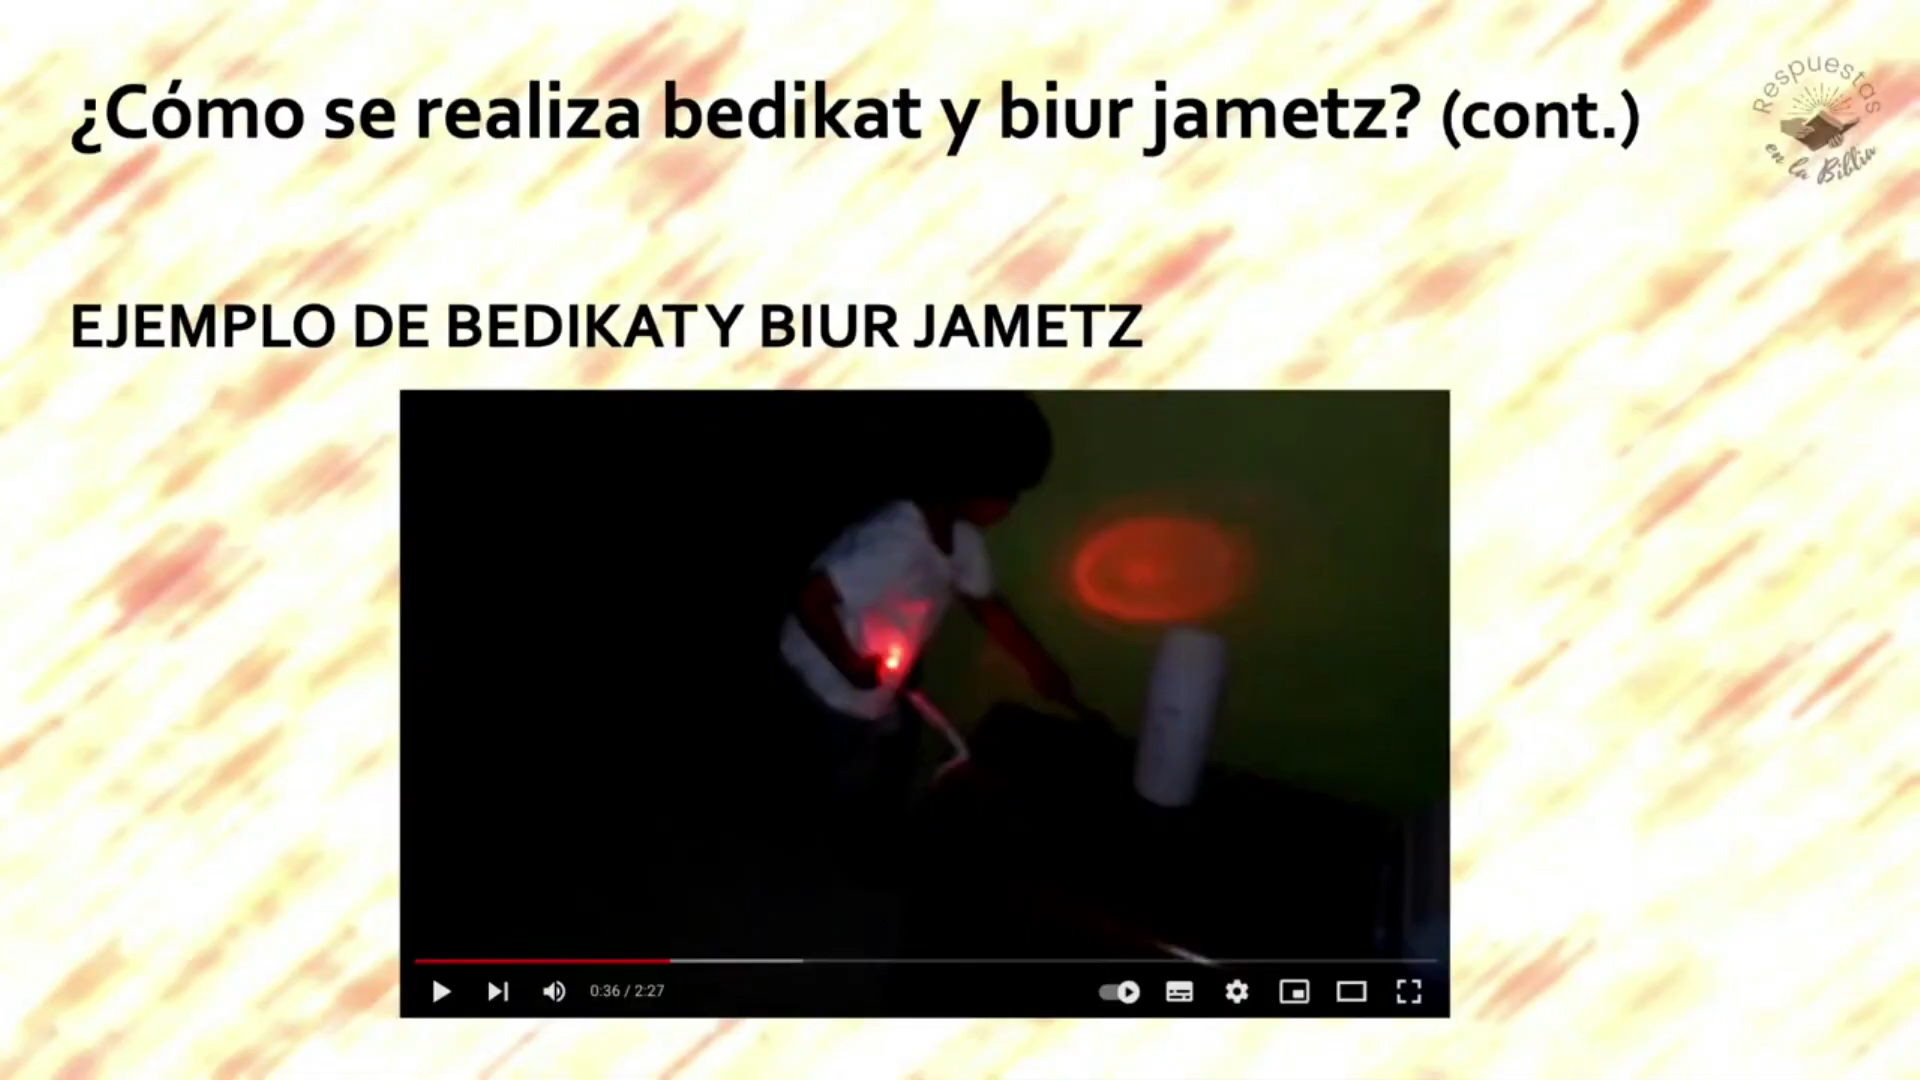 ¿Cómo se realiza bedikat y biur jametz? (cont.)
Respuestas
en la Biblia
EJEMPLO DE BEDIKAT Y BIUR JAMETZ
0:36 / 2:27